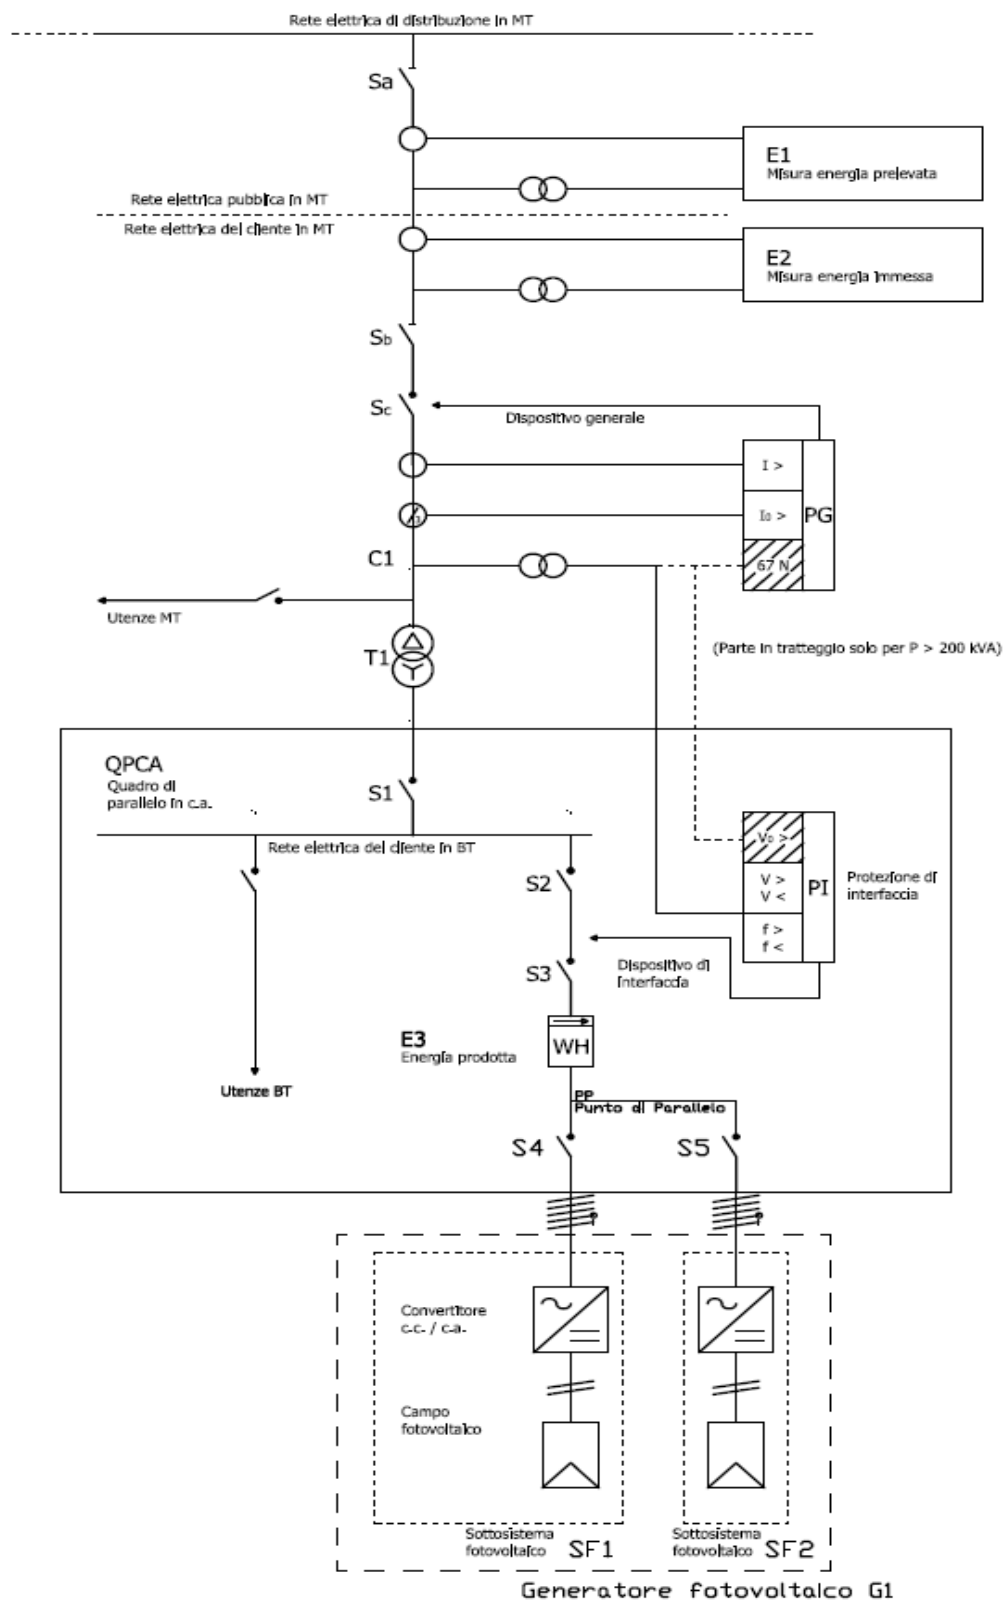 Rete elettrica di distribuzione in MT
Sa
E1
Misura energia prelevata
Rete elettrica pubblica in MT
Rete elettrica del cliente in MT
E2
Misura energia immessa
Sb
Sc
Dispositivo generale
I >
I0 >
PG
67 N
C1
Utenze MT
T1
(Parte in tratteggio solo per P > 200 kVA)
QPCA
Quadro di
parallelo in c.a.
S1
Rete elettrica del cliente in BT
V0 >
V >
V <
PI
f >
f <
Protezione di
interfaccia
S2
S3
Dispositivo di
interfaccia
E3
Energia prodotta
WH
Utenze BT
PP
Punto di Parallelo
S4
S5
Convertitore
c.c. / c.a.
Campo
fotovoltaico
Sottosistema
fotovoltaico SF1
Sottosistema
fotovoltaico SF2
Generatore fotovoltaico G1